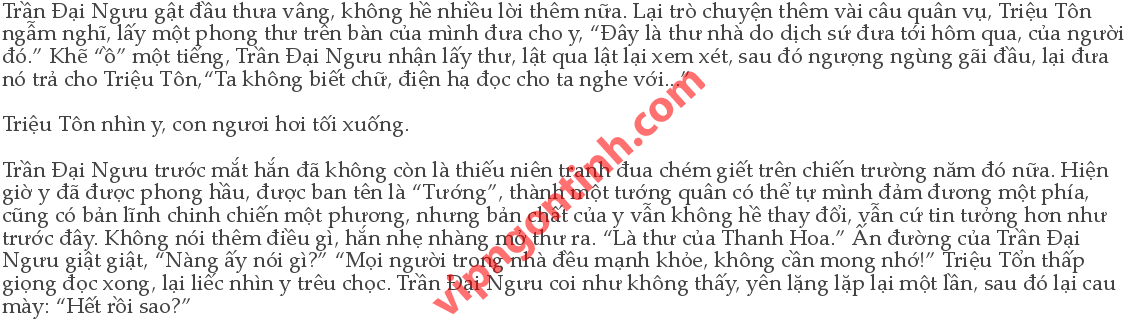 Trần Đại Ngưu gật đầu thưa vâng, không hề nhiều lời thêm nữa. Lại trò chuyện thêm vài câu quân vụ, Triệu Tôn
ngẫm nghĩ, lấy một phong thư trên bàn của mình đưa cho y, “Đây là thư nhà do dịch sứ đưa tới hôm qua, của ngươi
đó.” Khẽ “ồ” một tiếng, Trần Đại Ngưu nhận lấy thư, lật qua lật lại xem xét, sau đó ngượng ngùng gãi đầu, lại đưa
nó trả cho Triệu Tôn,“Ta không biết chữ, điện hạ đọc cho ta nghe với...”
Triệu Tôn nhìn y, con ngươi hơi tối xuống.
Trần Đại Ngưu trước mắt hắn đã không còn là thiếu niên tranh đua chém giết trên chiến trường năm đó nữa. Hiện
giờ y đã được phong hầu, được ban tên là “Tướng”, thành một tướng quân có thể tự mình đảm đương một phía,
cũng có bản lĩnh chinh chiến một phương, nhưng bản chất của y vẫn không hề thay đổi, vẫn cứ tin tưởng hơn như
trước đây. Không nói thêm điều gì, hắn nhẹ nhàng mở thư ra. “Là thư của Thanh Hoa.” Ấn đường của Trần Đại
Ngưu giật giật, “Nàng ấy nói gì?” “Mọi người trong nhà đều mạnh khỏe, không cần mong nhớ!” Triệu Tổn thấp
giọng đọc xong, lại liếc nhìn y trêu chọc. Trần Đại Ngưu coi như không thấy, yên lặng lặp lại một lần, sau đó lại cau
mày: “Hết rồi sao?”
vipngontinh.com